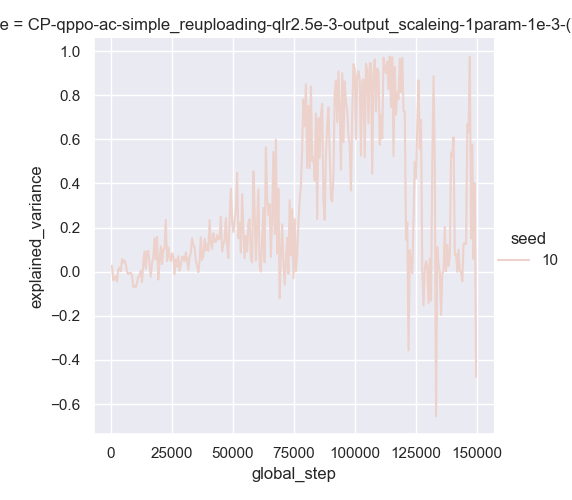 e = CP-qppo-ac-simple_reuploading-qlr2.5e-3-output_scaleing-1param-1e-3-(
1.0
0.8
0.6
0.4
0.2
0.0
−0.2
−0.4
−0.6
explained_variance
seed
10
0 25000 50000 75000 100000 125000 150000
global_step